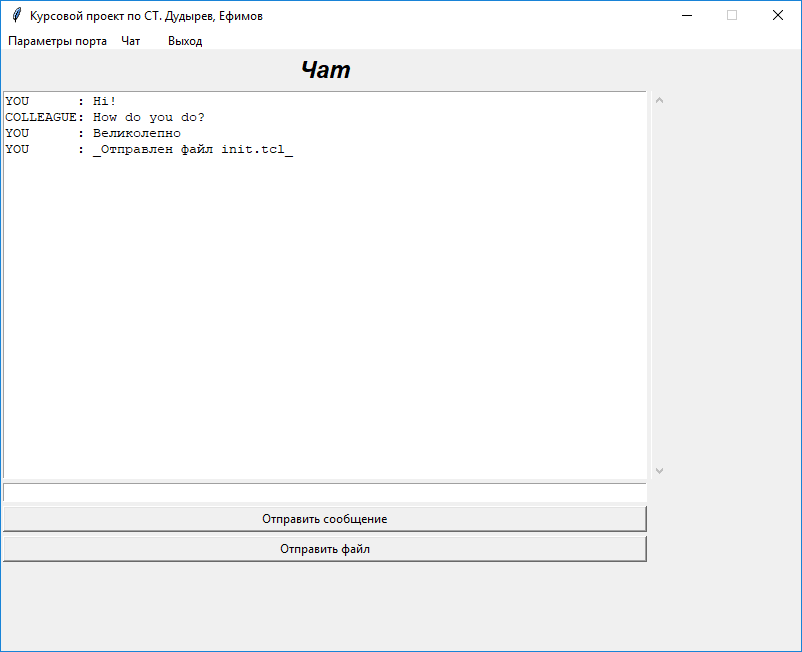 Курсовой проект по СТ. Дудырев, Ефимов
Параметры порта Чат Выход
Чат
YOU      : Hi!
COLLEAGUE: How do you do?
YOU      : Великолепно
YOU      : _Отправлен файл init.tcl_
Отправить сообщение
Отправить файл